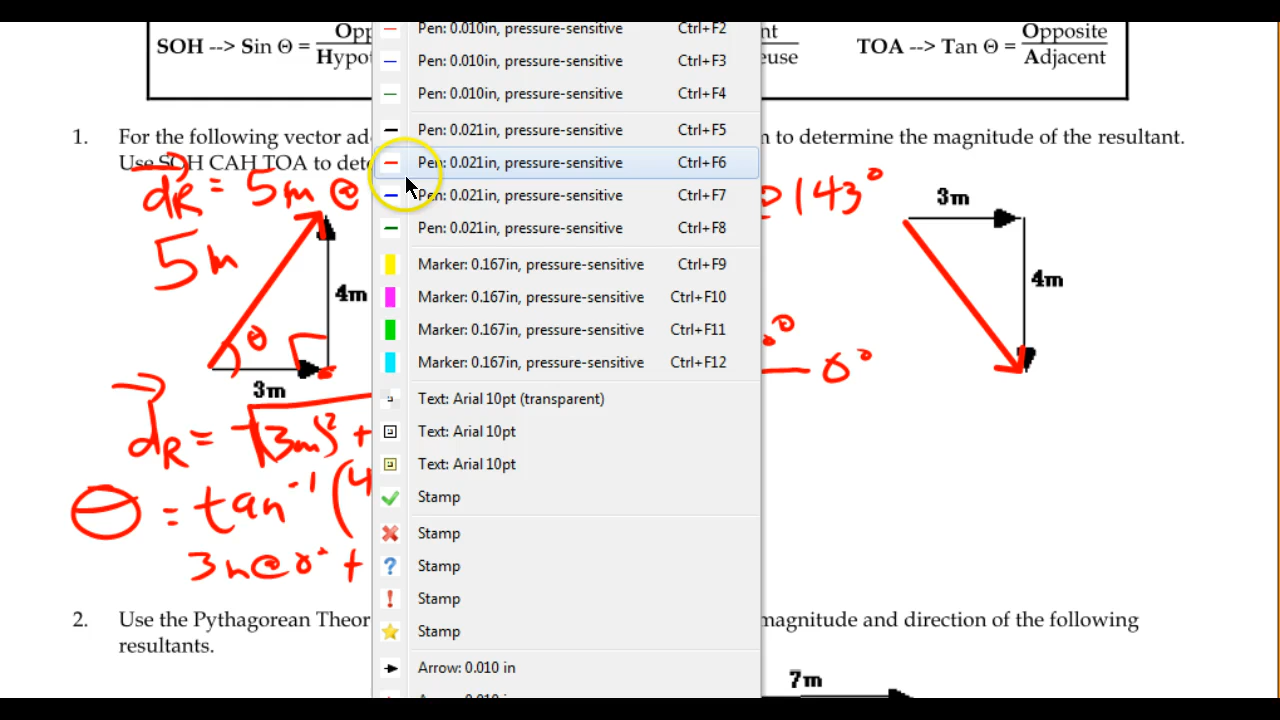 SOH --> Sin Θ = Opp
Hypot
nt
euse
TOA --> Tan Θ = Opposite
Adjacent
Pen: 0.010in, pressure-sensitive Ctrl+F2
Pen: 0.010in, pressure-sensitive Ctrl+F3
Pen: 0.010in, pressure-sensitive Ctrl+F4
Pen: 0.021in, pressure-sensitive Ctrl+F5
Pen: 0.021in, pressure-sensitive Ctrl+F6
Pen: 0.021in, pressure-sensitive Ctrl+F7
Pen: 0.021in, pressure-sensitive Ctrl+F8
Marker: 0.167in, pressure-sensitive Ctrl+F9
Marker: 0.167in, pressure-sensitive Ctrl+F10
Marker: 0.167in, pressure-sensitive Ctrl+F11
Marker: 0.167in, pressure-sensitive Ctrl+F12
Text: Arial 10pt (transparent)
Text: Arial 10pt
Text: Arial 10pt
Stamp
Stamp
Stamp
Stamp
Stamp
Arrow: 0.010 in
1. For the following vector ad
m to determine the magnitude of the resultant.
Use SOH CAH TOA to det
dR = 5m @
5m
4m
θ
3m
dR = √(3m)² +
θ = tan⁻¹ (4
3m@0° +
143°
0°
3m
4m
2. Use the Pythagorean Theor
magnitude and direction of the following
resultants.
7m